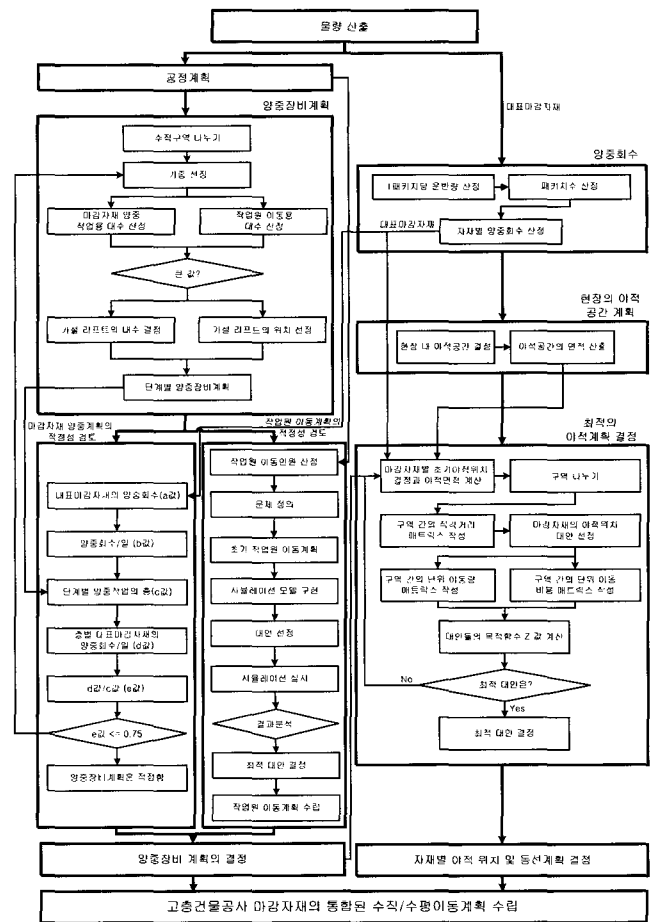 물량 산출
공정계획
양중장비계획
대표마감자재
수직구역 나누기
기종 선정
마감자재 양중
작업용 대수 산정
작업원 이동용
대수 산정
큰 값?
가설 리프트의 대수 결정
가설 리프트의 위치 선정
단계별 양중장비계획
양중회수
1패키지당 운반량 산정
패키지수 산정
대표마감자재
자재별 양중회수 산정
현장의 야적
공간 계획
현장 내 야적공간 결정
야적공간의 면적 산출
마감자재 양중계획의
적정성 검토
대표마감자재의 양중회수(a값)
양중회수/일 (b값)
단계별 양중작업의 층(c값)
층별 대표마감자재의
양중회수/일 (d값)
d값/c값 (e값)
e값 <= 0.75
양중장비계획은 적정함
작업원 이동계획의
적정성 검토
작업원 이동인원 산정
문제 정의
초기 작업원 이동계획
시뮬레이션 모델 구현
대안 선정
시뮬레이션 실시
결과분석
최적 대안 결정
작업원 이동계획 수립
최적의
야적계획 결정
마감자재별 초기야적위치
결정과 야적면적 계산
구역 나누기
구역 간의 직각거리
매트릭스 작성
마감자재의 야적위치
대안 선정
구역 간의 단위 이동량
매트릭스 작성
구역 간의 단위 이동
비용 매트릭스 작성
대안들의 목적함수 Z 값 계산
No
최적 대안은?
Yes
최적 대안 결정
양중장비 계획의 결정
자재별 야적 위치 및 동선계획 결정
고층건물공사 마감자재의 통합된 수직/수평이동계획 수립